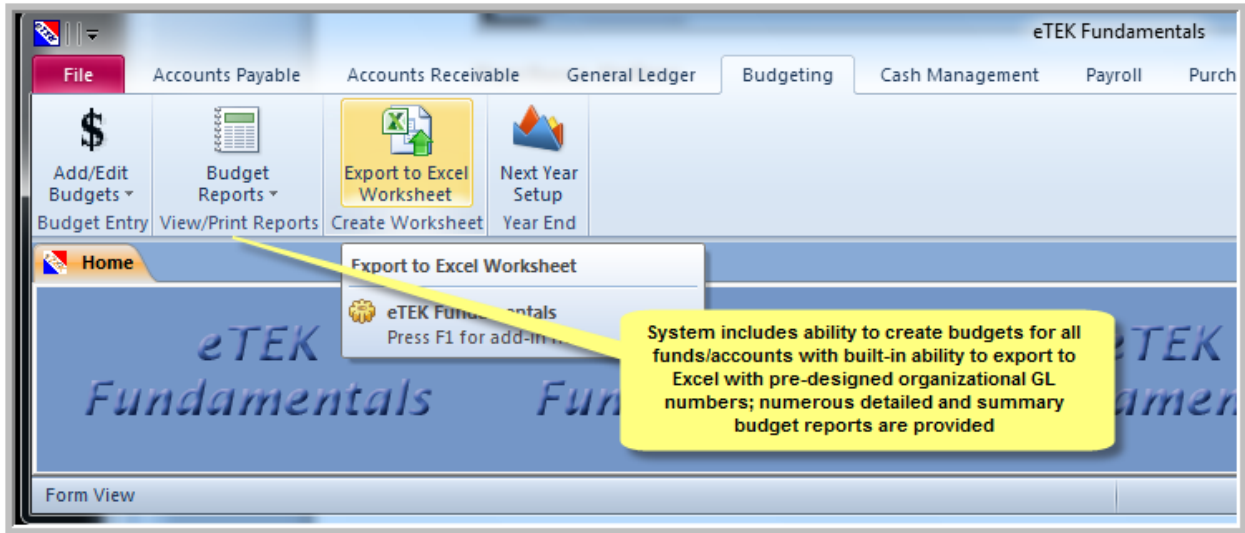 eTEK Fundamentals
File Accounts Payable Accounts Receivable General Ledger Budgeting Cash Management Payroll Purch
$
Add/Edit Budget Export to Excel Next Year
Budgets Reports Worksheet Setup
Budget Entry View/Print Reports Create Worksheet Year End
Home
Export to Excel Worksheet
eTEK Fundamentals
Press F1 for add-in
System includes ability to create budgets for all
funds/accounts with built-in ability to export to
Excel with pre-designed organizational GL
numbers; numerous detailed and summary
budget reports are provided
eTEK TEK
Fundamentals Fun amen
Form View